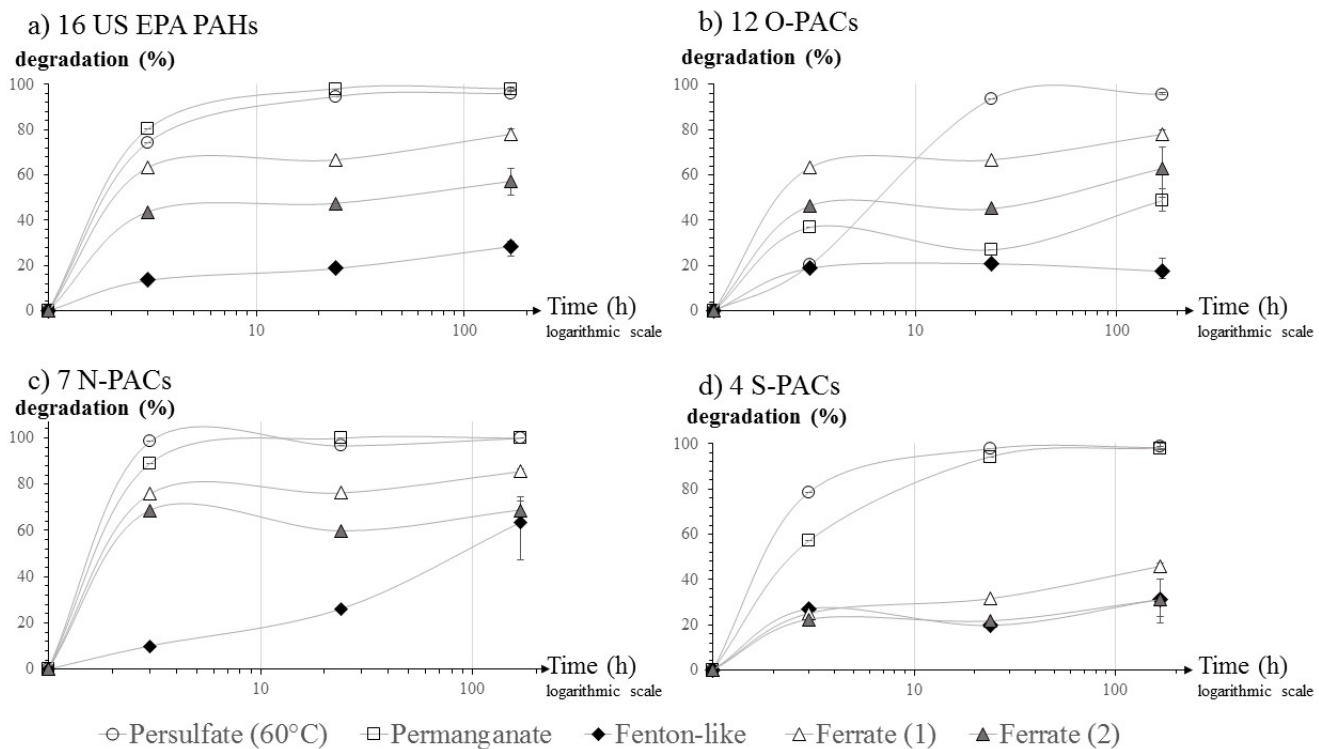 a) 16 US EPA PAHs
degradation (%)
100
80
60
40
20
0
10
100
Time (h)
logarithmic scale
b) 12 O-PACs
degradation (%)
100
80
60
40
20
0
10
100
Time (h)
logarithmic scale
c) 7 N-PACs
degradation (%)
100
80
60
40
20
0
10
100
Time (h)
logarithmic scale
d) 4 S-PACs
degradation (%)
100
80
60
40
20
0
10
100
Time (h)
logarithmic scale
Persulfate (60°C) Permanganate Fenton-like Ferrate (1) Ferrate (2)